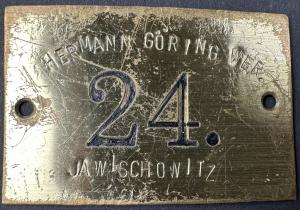 HERMANN GÖRING WER
24.
JAWISCHOWITZ